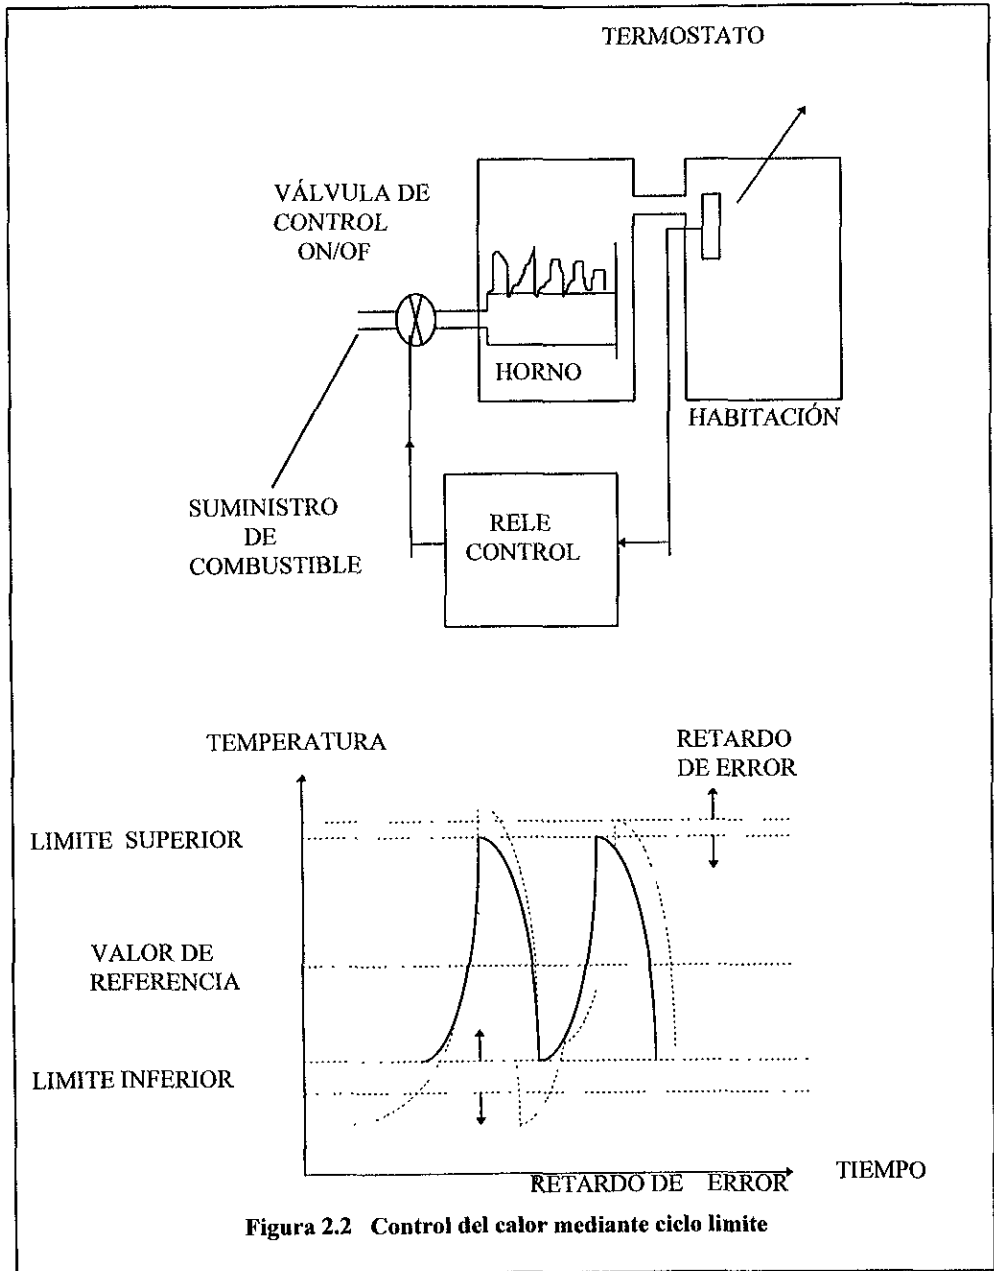 TERMOSTATO
VÁLVULA DE
CONTROL
ON/OF
HORNO
HABITACIÓN
SUMINISTRO
DE
COMBUSTIBLE
RELE
CONTROL
TEMPERATURA
RETARDO
DE ERROR
LIMITE SUPERIOR
VALOR DE
REFERENCIA
LIMITE INFERIOR
TIEMPO
RETARDO DE ERROR
Figura 2.2 Control del calor mediante ciclo limite